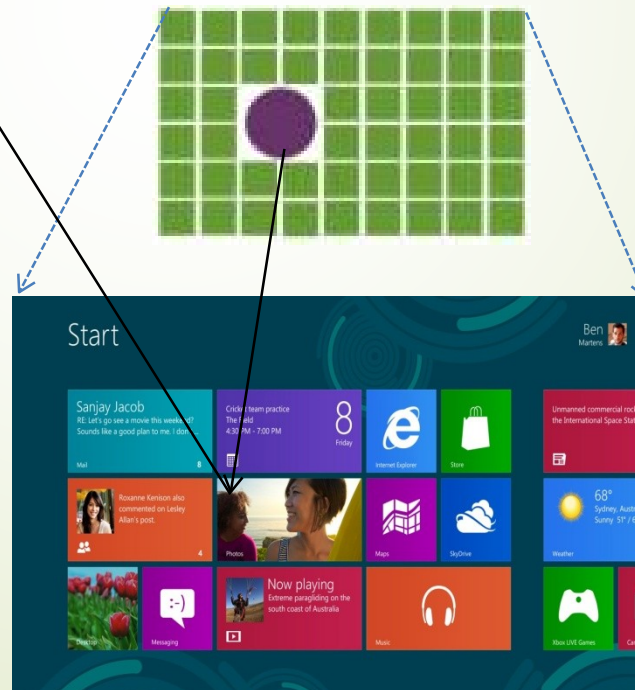 Start
Ben
Martens
Sanjay Jacob
RE: Let's go see a movie this weekend?
Sounds like a good plan to me. I don
Mail
8
Cricket team practice
The Field
4:30 PM - 7:00 PM
8
Friday
Internet Explorer
Store
Unmanned commercial rock
the International Space Stat
Roxanne Kenison also
commented on Lesley
Allan's post.
4
Photos
Maps
SkyDrive
68°
Sydney, Austr
Sunny 51° / 6
Weather
Desktop
:-)
Messaging
Now playing
Extreme paragliding on the
south coast of Australia
Music
Xbox LIVE Games